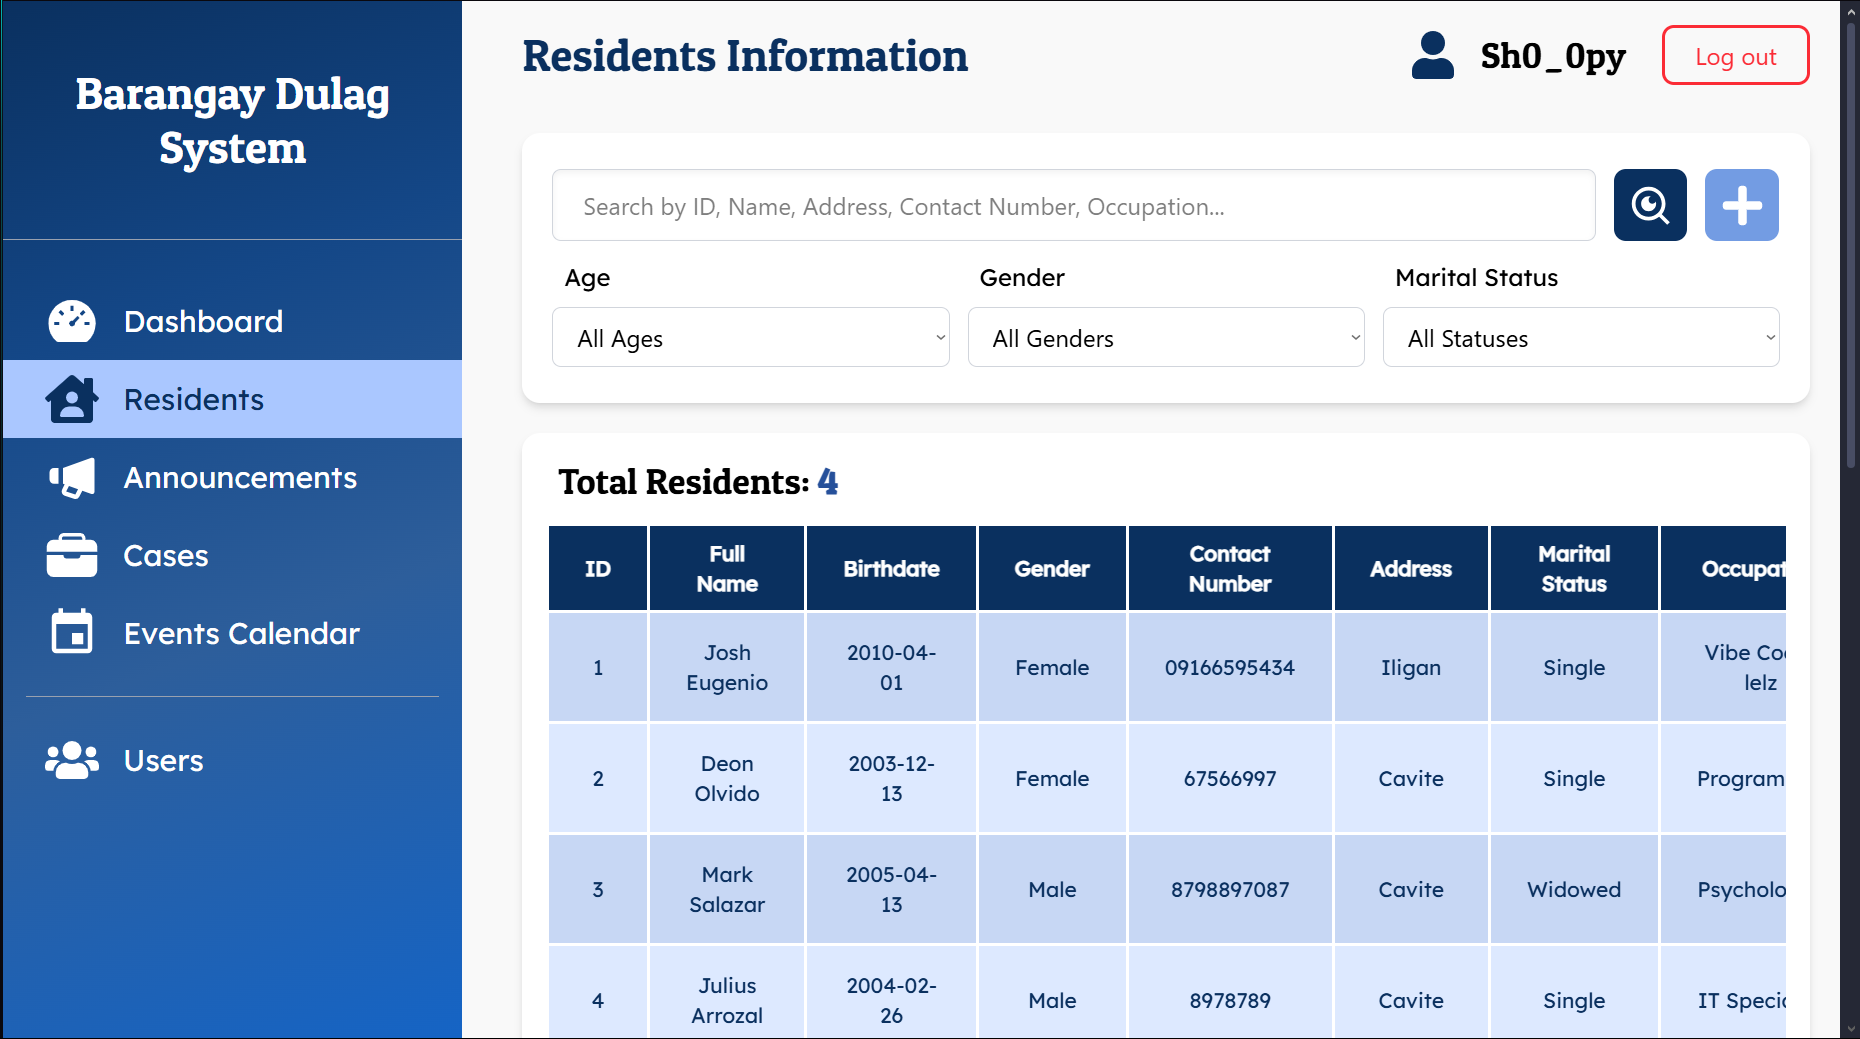 Barangay Dulag
System
Dashboard
Residents
Announcements
Cases
Events Calendar
Users
Residents Information
Sh0_0py
Log out
Search by ID, Name, Address, Contact Number, Occupation...
Age
Gender
Marital Status
All Ages
All Genders
All Statuses
Total Residents: 4
ID
Full
Name
Birthdate
Gender
Contact
Number
Address
Marital
Status
Occupat
1
Josh
Eugenio
2010-04-
01
Female
09166595434
Iligan
Single
Vibe Co
lelz
2
Deon
Olvido
2003-12-
13
Female
67566997
Cavite
Single
Program
3
Mark
Salazar
2005-04-
13
Male
8798897087
Cavite
Widowed
Psycholo
4
Julius
Arrozal
2004-02-
26
Male
8978789
Cavite
Single
IT Speci